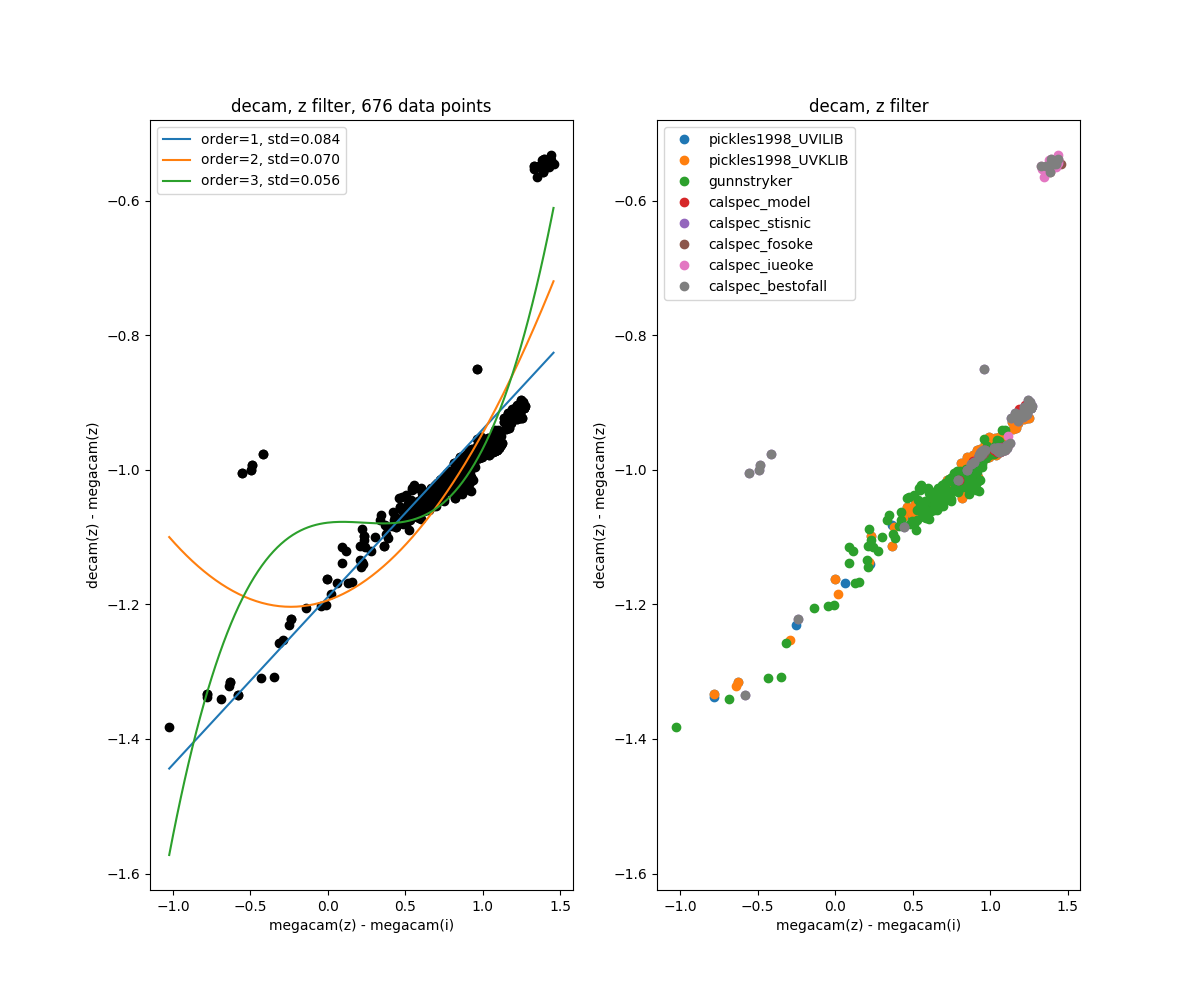 decam, z filter, 676 data points
order=1, std=0.084
order=2, std=0.070
order=3, std=0.056
−0.6
−0.8
−1.0
−1.2
−1.4
−1.6
decam(z) - megacam(z)
−1.0
−0.5
0.0
0.5
1.0
1.5
megacam(z) - megacam(i)
decam, z filter
pickles1998_UVILIB
pickles1998_UVKLIB
gunnstryker
calspec_model
calspec_stisnic
calspec_fosoke
calspec_iueoke
calspec_bestofall
−0.6
−0.8
−1.0
−1.2
−1.4
−1.6
decam(z) - megacam(z)
−1.0
−0.5
0.0
0.5
1.0
1.5
megacam(z) - megacam(i)